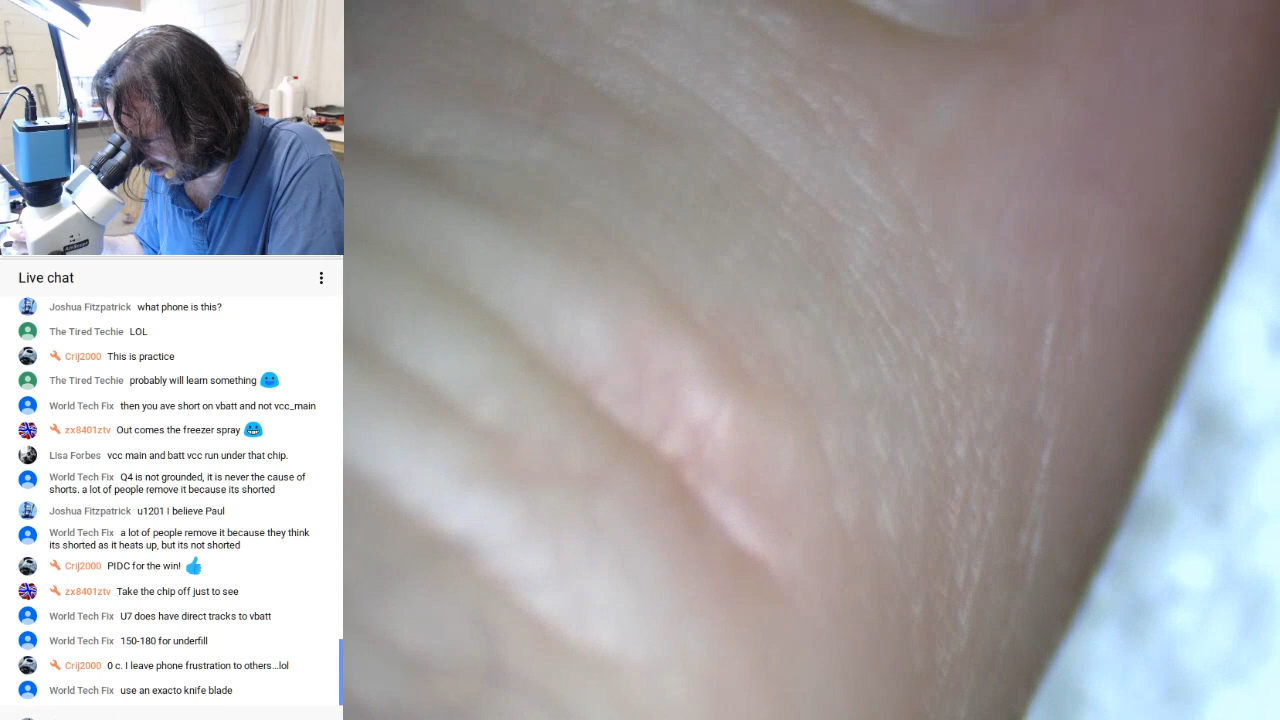 Live chat
Joshua Fitzpatrick what phone is this?
The Tired Techie LOL
Crij2000 This is practice
The Tired Techie probably will learn something
World Tech Fix then you ave short on vbatt and not vcc_main
zx8401ztv Out comes the freezer spray
Lisa Forbes vcc main and batt vcc run under that chip.
World Tech Fix Q4 is not grounded, it is never the cause of
shorts. a lot of people remove it because its shorted
Joshua Fitzpatrick u1201 I believe Paul
World Tech Fix a lot of people remove it because they think
its shorted as it heats up, but its not shorted
Crij2000 PIDC for the win!
zx8401ztv Take the chip off just to see
World Tech Fix U7 does have direct tracks to vbatt
World Tech Fix 150-180 for underfill
Crij2000 0 c. I leave phone frustration to others...lol
World Tech Fix use an exacto knife blade